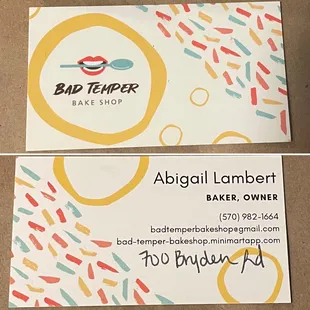 BAD TEMPER
BAKE SHOP
Abigail Lambert
BAKER, OWNER
(570) 982-1664
badtemperbakeshop@gmail.com
bad-temper-bakeshop.minimartapp.com
700 Bryden Rd